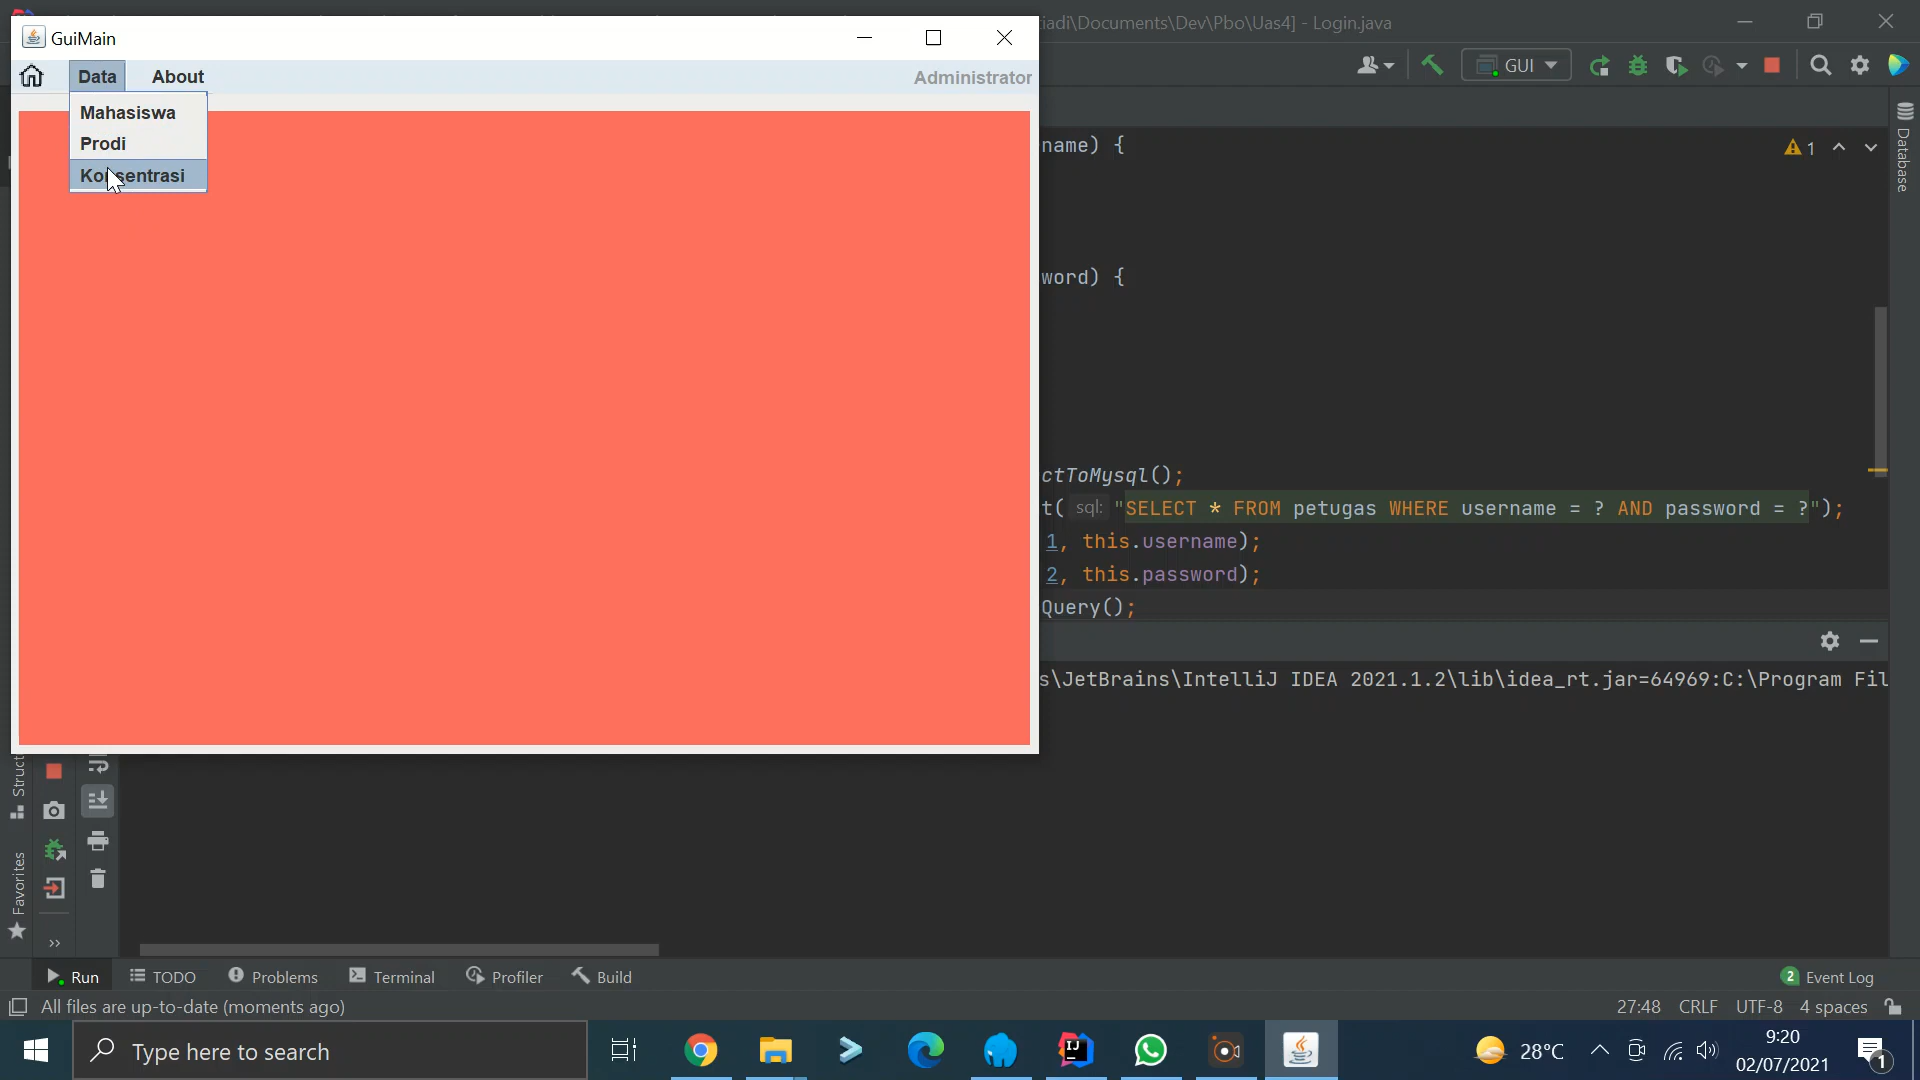 GuiMain
iadi\Documents\Dev\Pbo\Uas4] - Login.java
Data About Administrator
GUI
Mahasiswa
Prodi
Konsentrasi
name) {
1
word) {
ctToMysql();
t( sql: "SELECT * FROM petugas WHERE username = ? AND password = ?");
1, this.username);
2, this.password);
Query();
s\JetBrains\IntelliJ IDEA 2021.1.2\lib\idea_rt.jar=64969:C:\Program Fil
Database
Struct
Favorites
Run TODO Problems Terminal Profiler Build 2 Event Log
All files are up-to-date (moments ago) 27:48 CRLF UTF-8 4 spaces
Type here to search
28°C
9:20
02/07/2021
1